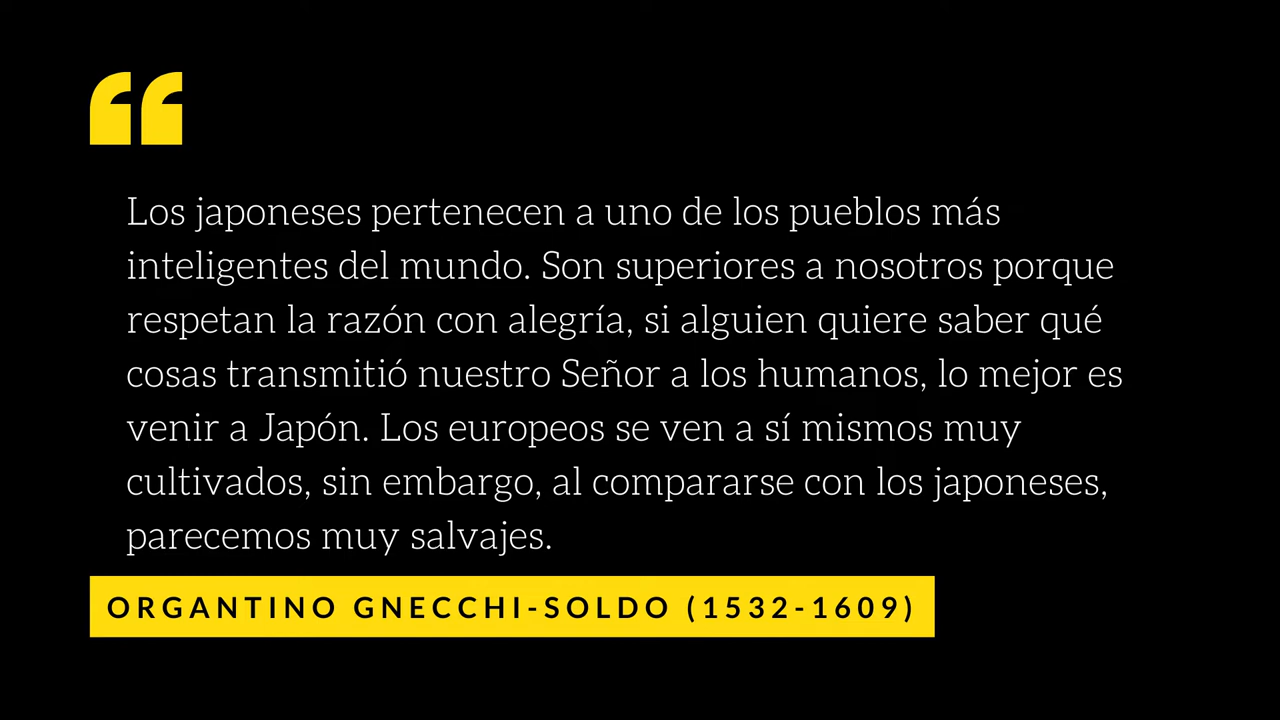 “
Los japoneses pertenecen a uno de los pueblos más
inteligentes del mundo. Son superiores a nosotros porque
respetan la razón con alegría, si alguien quiere saber qué
cosas transmitió nuestro Señor a los humanos, lo mejor es
venir a Japón. Los europeos se ven a sí mismos muy
cultivados, sin embargo, al compararse con los japoneses,
parecemos muy salvajes.
ORGANTINO GNECCHI-SOLDO (1532-1609)